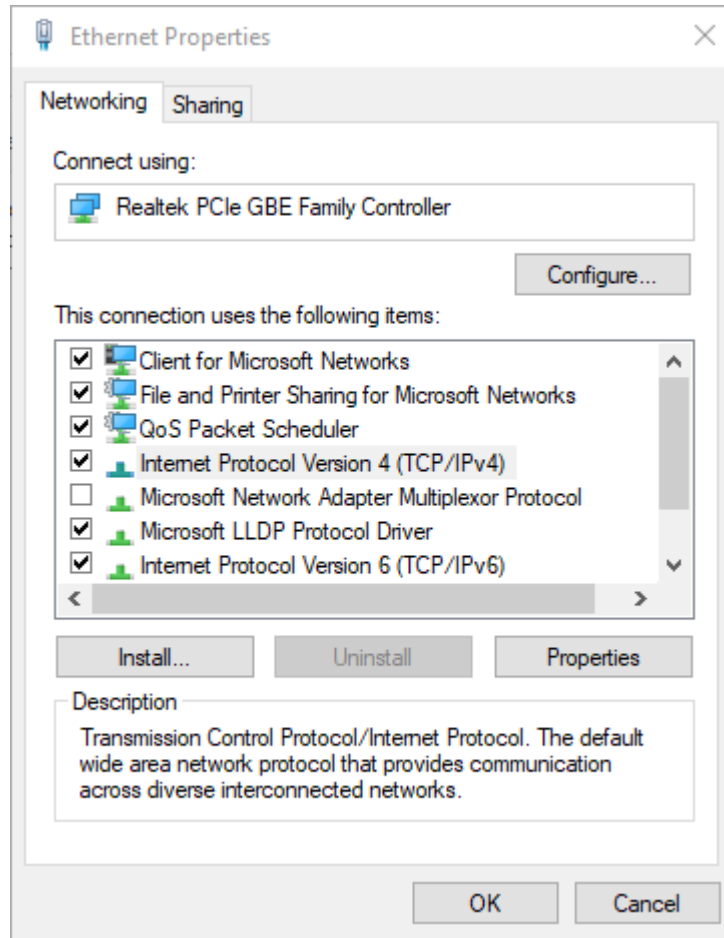 Ethernet Properties
Networking
Sharing
Connect using:
Realtek PCIe GBE Family Controller
Configure...
This connection uses the following items:
Client for Microsoft Networks
File and Printer Sharing for Microsoft Networks
QoS Packet Scheduler
Internet Protocol Version 4 (TCP/IPv4)
Microsoft Network Adapter Multiplexor Protocol
Microsoft LLDP Protocol Driver
Internet Protocol Version 6 (TCP/IPv6)
Install...
Uninstall
Properties
Description
Transmission Control Protocol/Internet Protocol. The default
wide area network protocol that provides communication
across diverse interconnected networks.
OK
Cancel